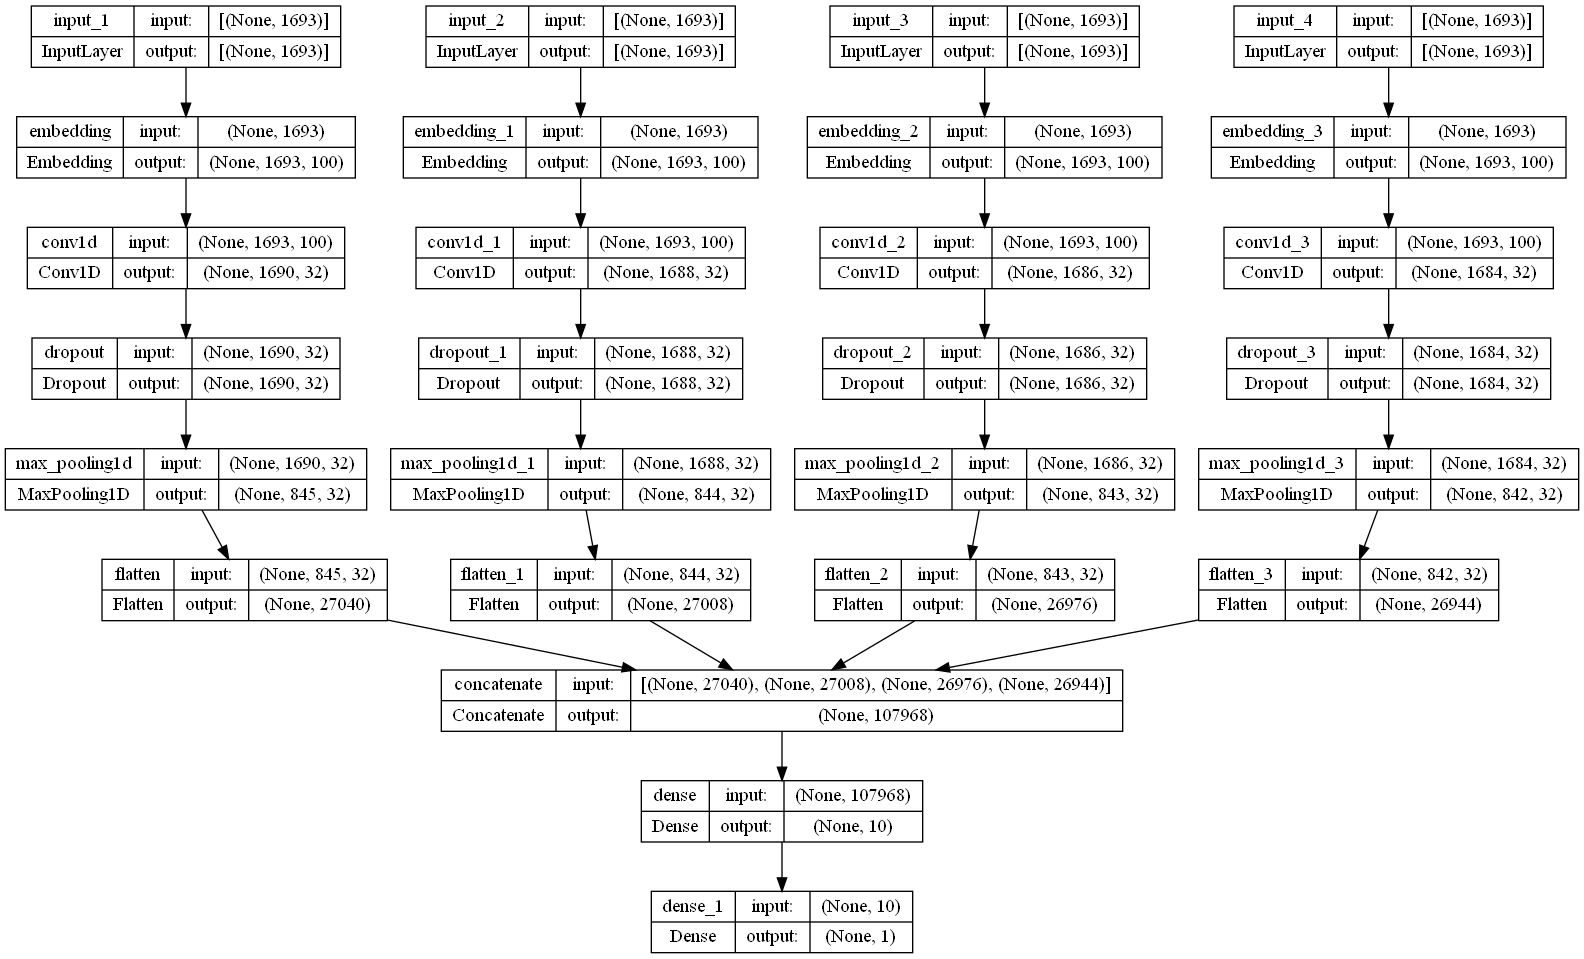 input_1 input: [(None, 1693)]
InputLayer output: [(None, 1693)]
input_2 input: [(None, 1693)]
InputLayer output: [(None, 1693)]
input_3 input: [(None, 1693)]
InputLayer output: [(None, 1693)]
input_4 input: [(None, 1693)]
InputLayer output: [(None, 1693)]
embedding input: (None, 1693)
Embedding output: (None, 1693, 100)
embedding_1 input: (None, 1693)
Embedding output: (None, 1693, 100)
embedding_2 input: (None, 1693)
Embedding output: (None, 1693, 100)
embedding_3 input: (None, 1693)
Embedding output: (None, 1693, 100)
conv1d input: (None, 1693, 100)
Conv1D output: (None, 1690, 32)
conv1d_1 input: (None, 1693, 100)
Conv1D output: (None, 1688, 32)
conv1d_2 input: (None, 1693, 100)
Conv1D output: (None, 1686, 32)
conv1d_3 input: (None, 1693, 100)
Conv1D output: (None, 1684, 32)
dropout input: (None, 1690, 32)
Dropout output: (None, 1690, 32)
dropout_1 input: (None, 1688, 32)
Dropout output: (None, 1688, 32)
dropout_2 input: (None, 1686, 32)
Dropout output: (None, 1686, 32)
dropout_3 input: (None, 1684, 32)
Dropout output: (None, 1684, 32)
max_pooling1d input: (None, 1690, 32)
MaxPooling1D output: (None, 845, 32)
max_pooling1d_1 input: (None, 1688, 32)
MaxPooling1D output: (None, 844, 32)
max_pooling1d_2 input: (None, 1686, 32)
MaxPooling1D output: (None, 843, 32)
max_pooling1d_3 input: (None, 1684, 32)
MaxPooling1D output: (None, 842, 32)
flatten input: (None, 845, 32)
Flatten output: (None, 27040)
flatten_1 input: (None, 844, 32)
Flatten output: (None, 27008)
flatten_2 input: (None, 843, 32)
Flatten output: (None, 26976)
flatten_3 input: (None, 842, 32)
Flatten output: (None, 26944)
concatenate input: [(None, 27040), (None, 27008), (None, 26976), (None, 26944)]
Concatenate output: (None, 107968)
dense input: (None, 107968)
Dense output: (None, 10)
dense_1 input: (None, 10)
Dense output: (None, 1)